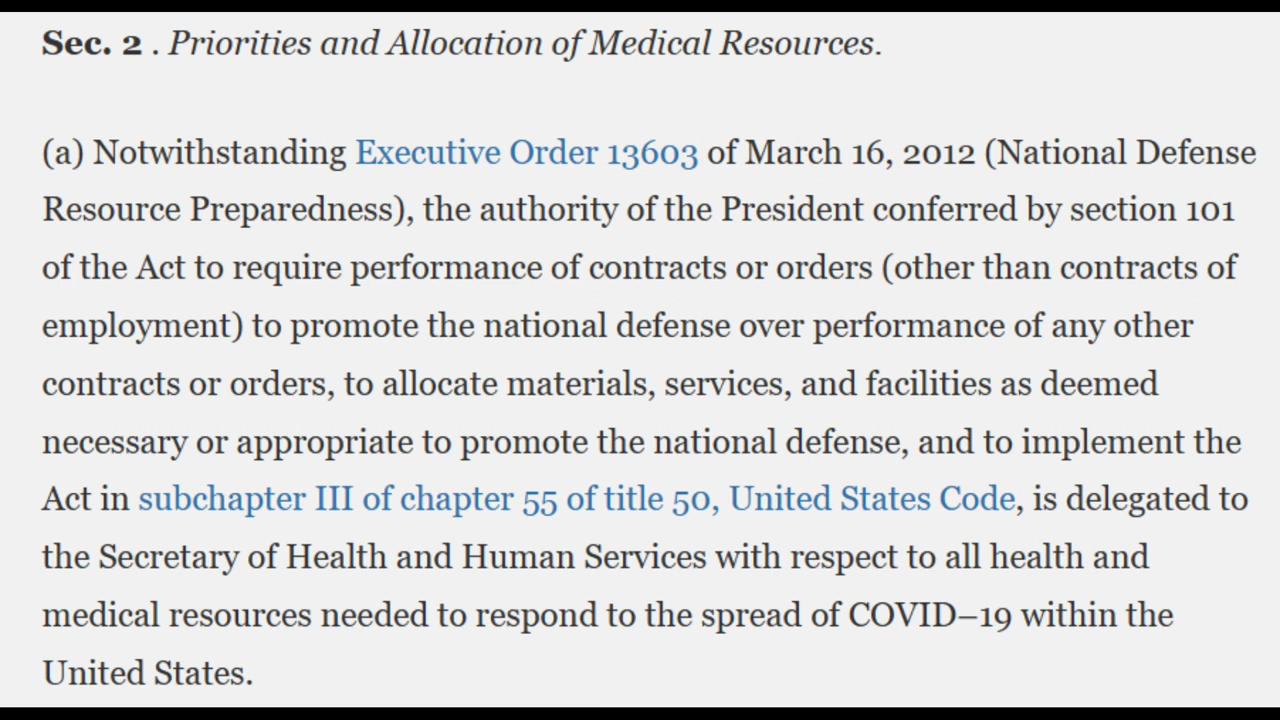 Sec. 2 . Priorities and Allocation of Medical Resources.
(a) Notwithstanding Executive Order 13603 of March 16, 2012 (National Defense
Resource Preparedness), the authority of the President conferred by section 101
of the Act to require performance of contracts or orders (other than contracts of
employment) to promote the national defense over performance of any other
contracts or orders, to allocate materials, services, and facilities as deemed
necessary or appropriate to promote the national defense, and to implement the
Act in subchapter III of chapter 55 of title 50, United States Code, is delegated to
the Secretary of Health and Human Services with respect to all health and
medical resources needed to respond to the spread of COVID–19 within the
United States.